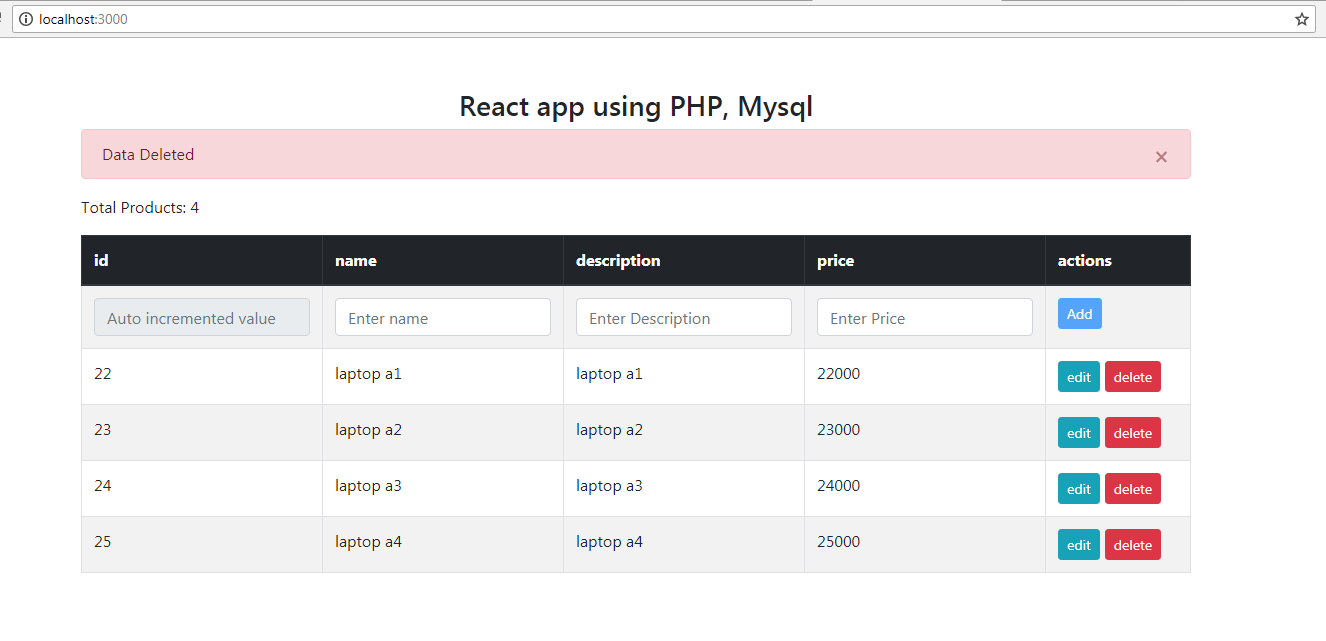 localhost:3000
React app using PHP, Mysql
Data Deleted ×
Total Products: 4
id name description price actions
Auto incremented value Enter name Enter Description Enter Price Add
22 laptop a1 laptop a1 22000 edit delete
23 laptop a2 laptop a2 23000 edit delete
24 laptop a3 laptop a3 24000 edit delete
25 laptop a4 laptop a4 25000 edit delete